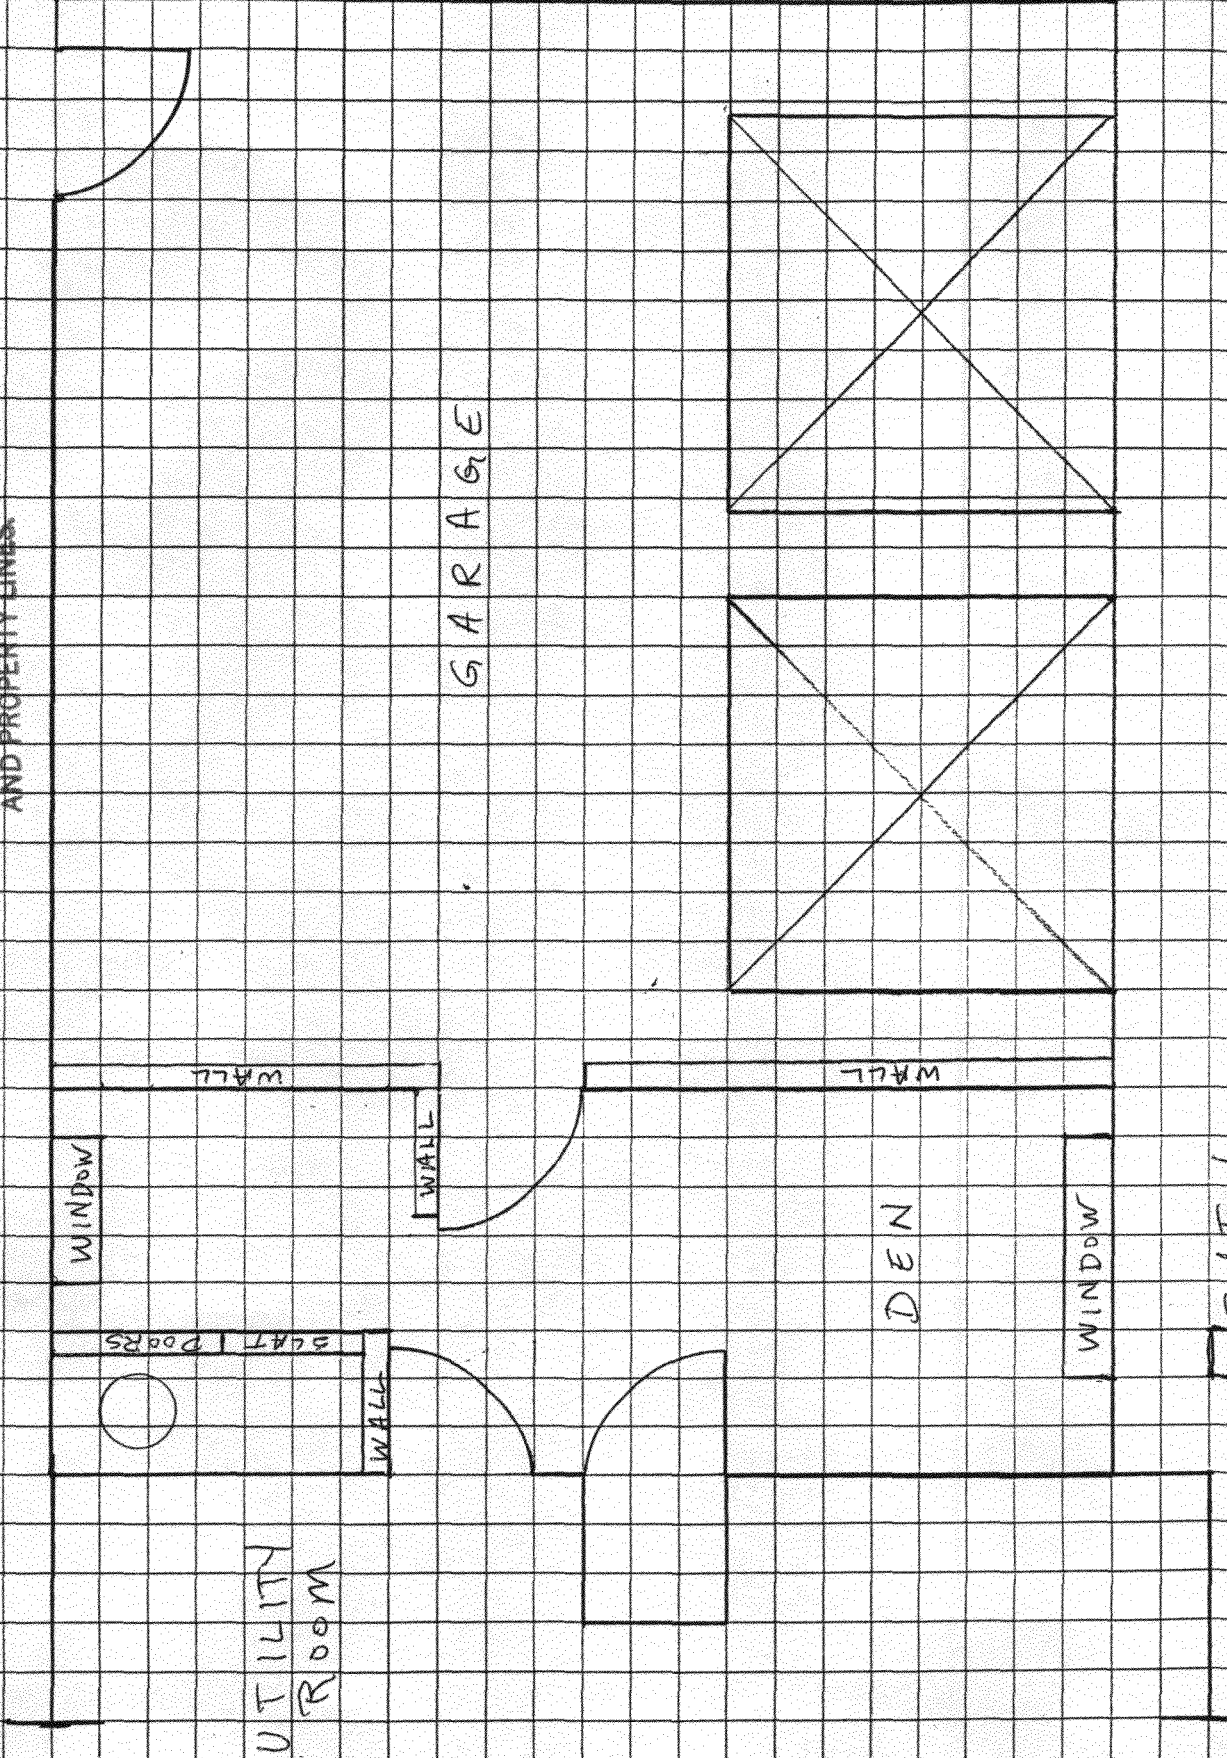 AND PROPERTY LINES.
GARAGE
WALL
WALL
WALL
WINDOW
DEN
WINDOW
SLAT DOORS
WALL
UTILITY
ROOM